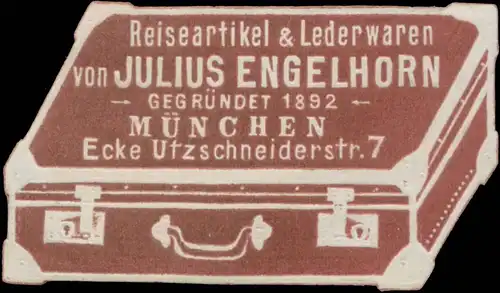 Reiseartikel & Lederwaren
von JULIUS ENGELHORN
GEGRÜNDET 1892
MÜNCHEN
Ecke Utzschneiderstr. 7